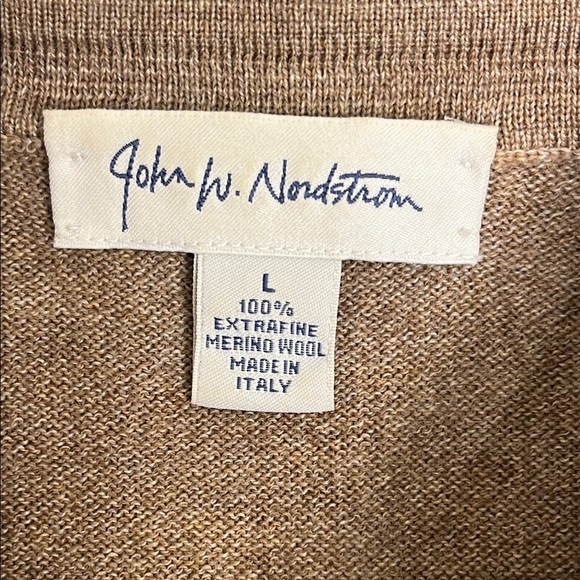 John W. Nordstrom
L
100%
EXTRAFINE
MERINO WOOL
MADE IN
ITALY